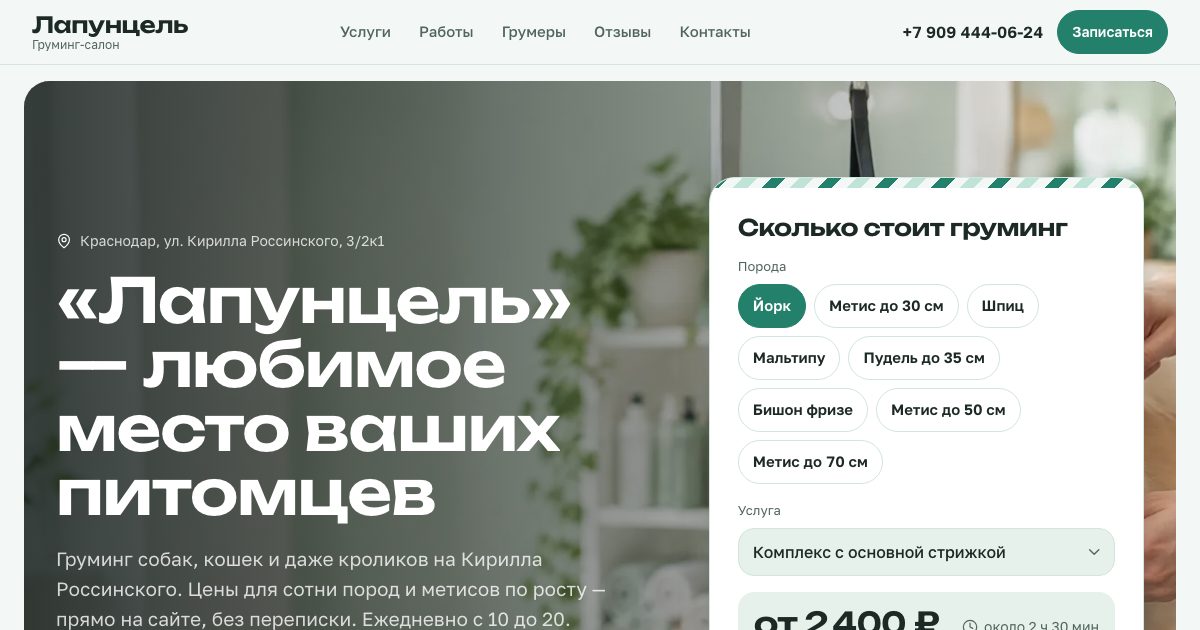 Лапунцель
Груминг-салон
Услуги
Работы
Грумеры
Отзывы
Контакты
+7 909 444-06-24
Записаться
Краснодар, ул. Кирилла Россинского, 3/2к1
«Лапунцель»
— любимое
место ваших
питомцев
Груминг собак, кошек и даже кроликов на Кирилла
Россинского. Цены для сотни пород и метисов по росту —
прямо на сайте, без переписки. Ежедневно с 10 до 20.
Сколько стоит груминг
Порода
Йорк
Метис до 30 см
Шпиц
Мальтипу
Пудель до 35 см
Бишон фризе
Метис до 50 см
Метис до 70 см
Услуга
Комплекс с основной стрижкой
от 2 400 ₽
около 2 ч 30 мин